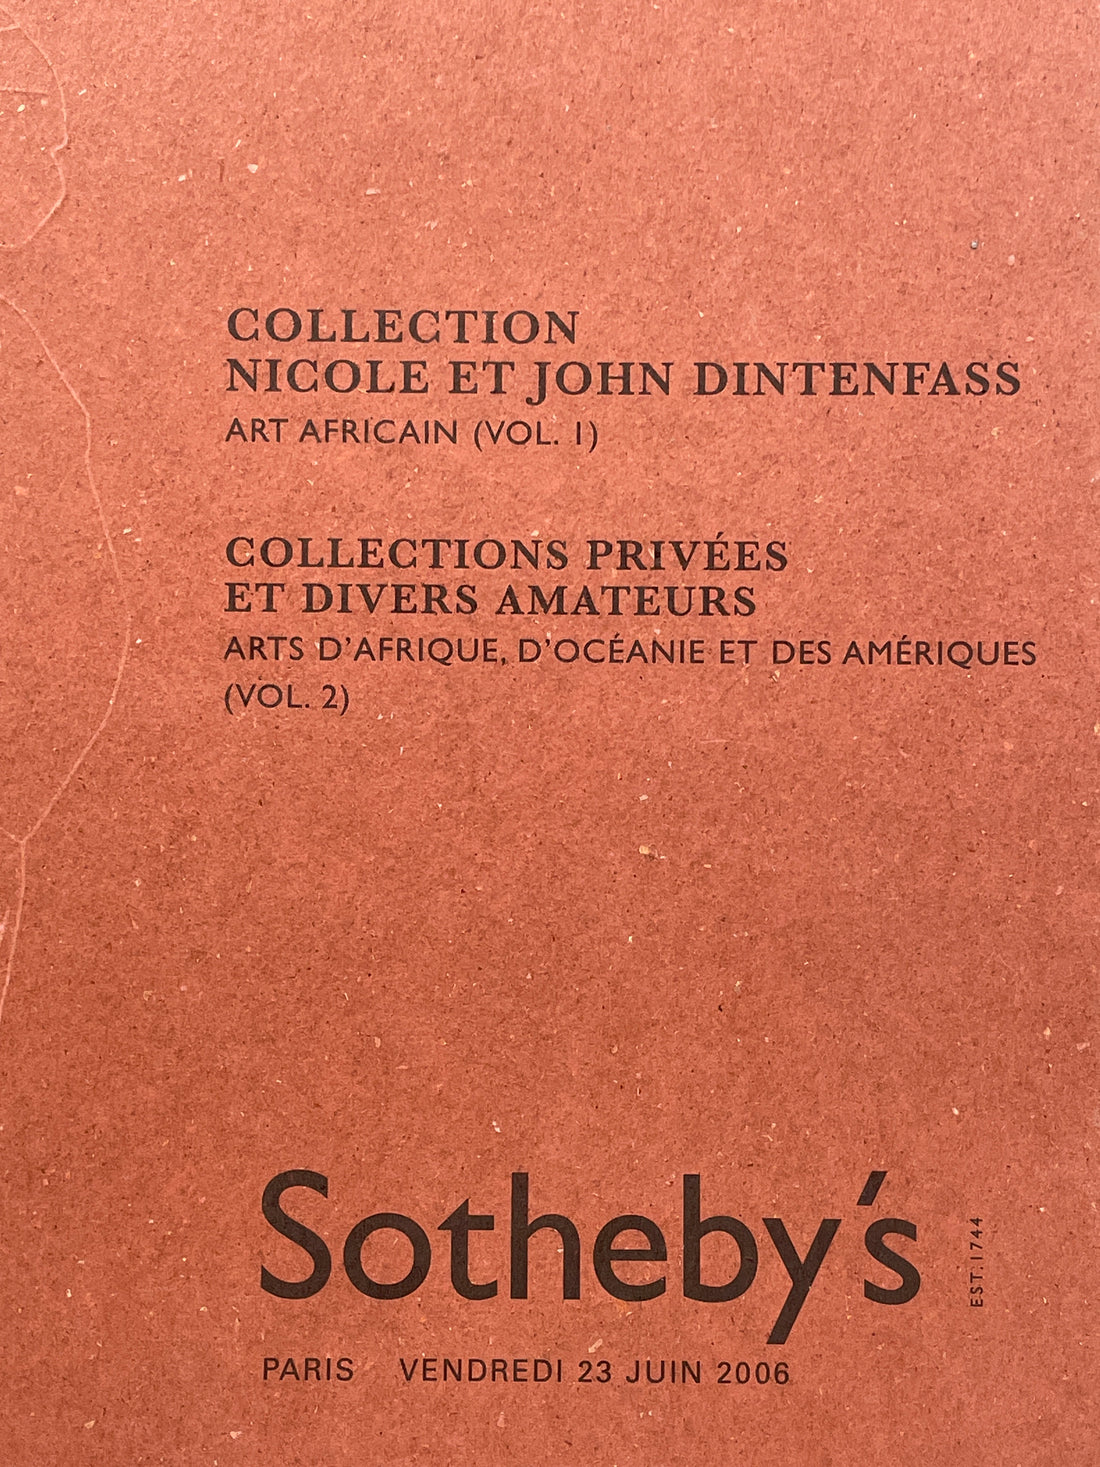 COLLECTION
NICOLE ET JOHN DINTENFASS
ART AFRICAIN (VOL. 1)
COLLECTIONS PRIVÉES
ET DIVERS AMATEURS
ARTS D'AFRIQUE, D'OCÉANIE ET DES AMÉRIQUES
(VOL. 2)
Sotheby's
EST. 1744
PARIS VENDREDI 23 JUIN 2006